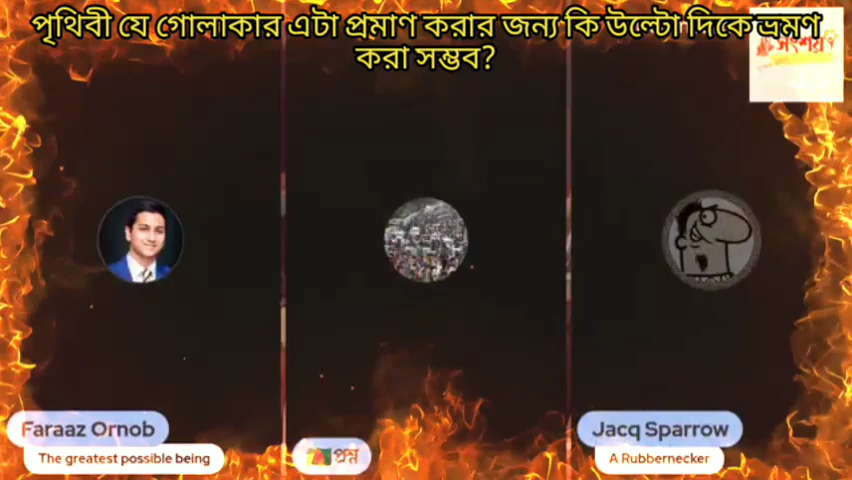 পৃথিবী যে গোলাকার এটা প্রমাণ করার জন্য কি উল্টো দিকে ভ্রমণ
করা সম্ভব?
সংশয়
Faraaz Ornob
The greatest possible being
প্রশ্ন
Jacq Sparrow
A Rubbernecker